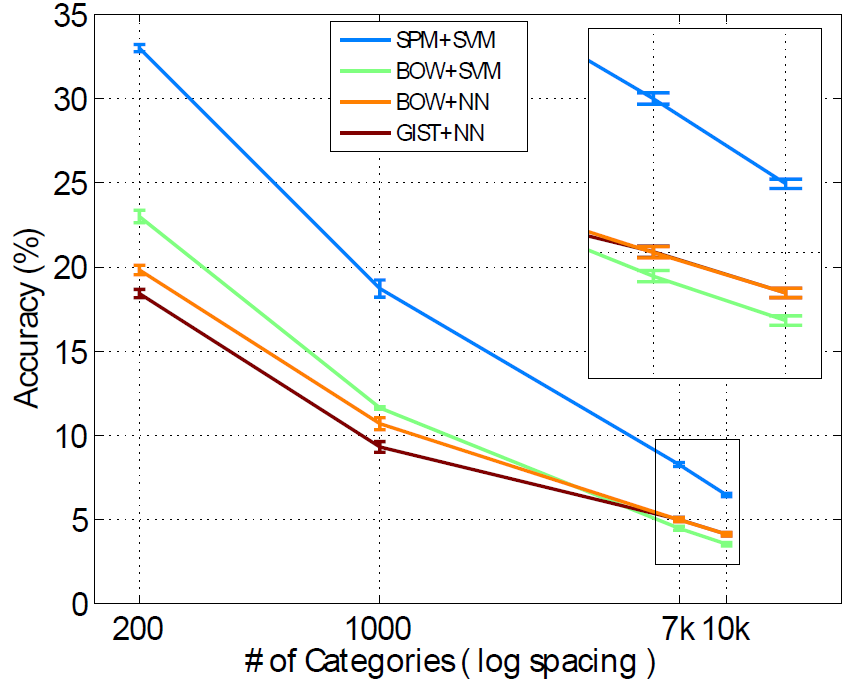 35
30
25
20
15
10
5
0
Accuracy (%)
SPM+SVM
BOW+SVM
BOW+NN
GIST+NN
200 1000 7k 10k
# of Categories ( log spacing )